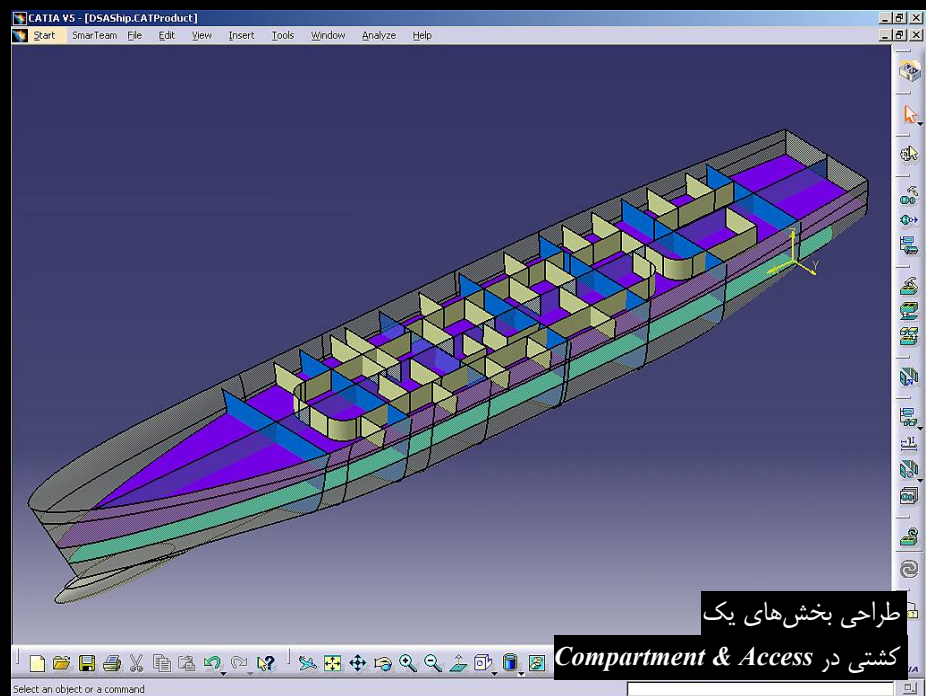 CATIA V5 - [DSAShip.CATProduct]
Start SmarTeam File Edit View Insert Tools Window Analyze Help
Z
Y
طراحی بخش‌های یک
کشتی در Compartment & Access
Select an object or a command